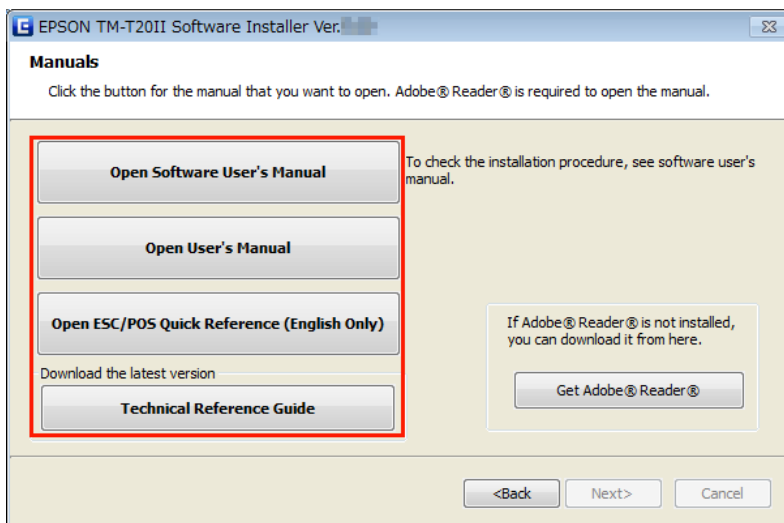 EPSON TM-T20II Software Installer Ver.
Manuals
Click the button for the manual that you want to open. Adobe® Reader® is required to open the manual.
Open Software User's Manual
To check the installation procedure, see software user's
manual.
Open User's Manual
Open ESC/POS Quick Reference (English Only)
If Adobe® Reader® is not installed,
you can download it from here.
Download the latest version
Get Adobe® Reader®
Technical Reference Guide
<Back
Next>
Cancel